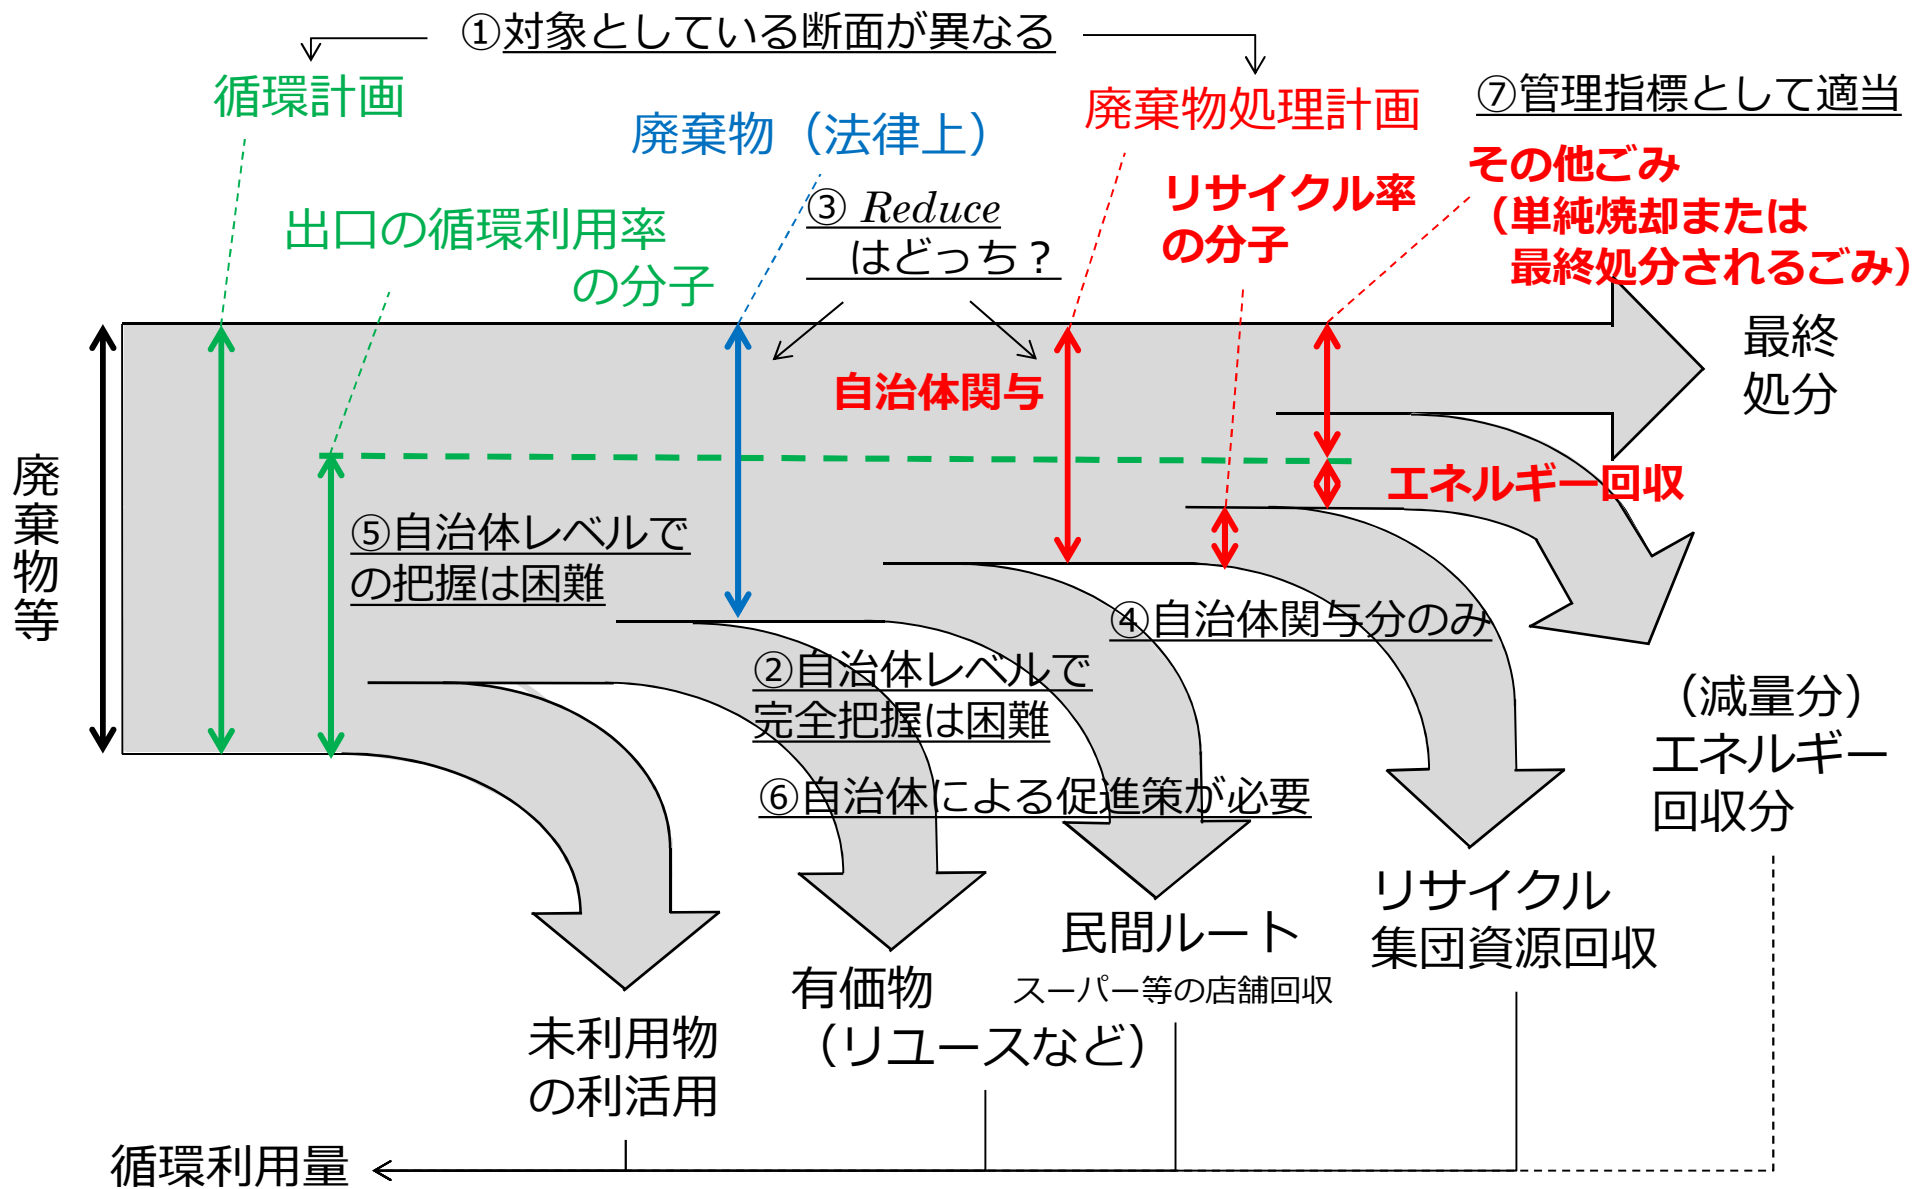 ①対象としている断面が異なる
循環計画
廃棄物（法律上）
廃棄物処理計画
⑦管理指標として適当
出口の循環利用率
の分子
③ Reduce
はどっち？
リサイクル率
の分子
その他ごみ
（単純焼却または
最終処分されるごみ）
最終
処分
自治体関与
廃棄物等
エネルギー回収
⑤自治体レベルで
の把握は困難
④自治体関与分のみ
②自治体レベルで
完全把握は困難
⑥自治体による促進策が必要
（減量分）
エネルギー
回収分
リサイクル
集団資源回収
民間ルート
スーパー等の店舗回収
有価物
（リユースなど）
未利用物
の利活用
循環利用量